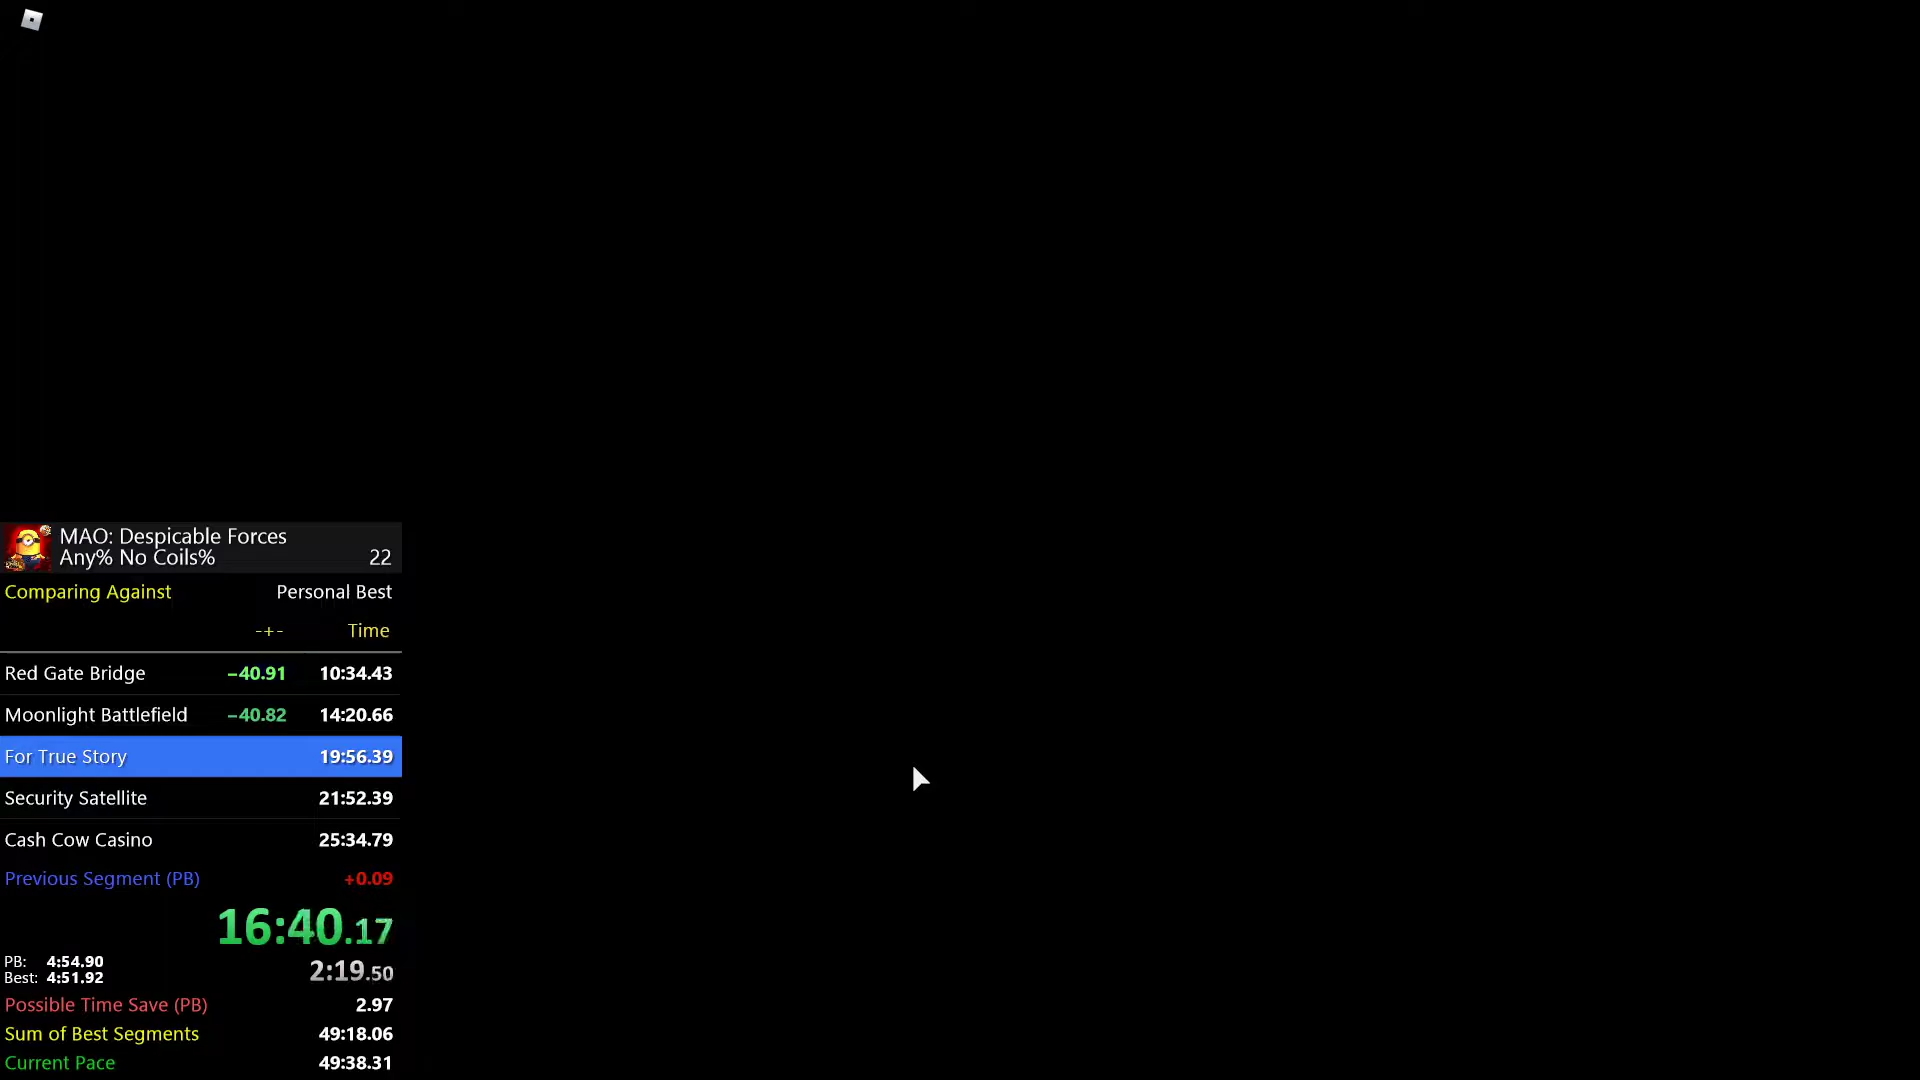 MAO: Despicable Forces
Any% No Coils% 22
Comparing Against Personal Best
-+- Time
Red Gate Bridge −40.91 10:34.43
Moonlight Battlefield −40.82 14:20.66
For True Story 19:56.39
Security Satellite 21:52.39
Cash Cow Casino 25:34.79
Previous Segment (PB) +0.09
16:40.17
PB: 4:54.90
Best: 4:51.92
2:19.50
Possible Time Save (PB) 2.97
Sum of Best Segments 49:18.06
Current Pace 49:38.31